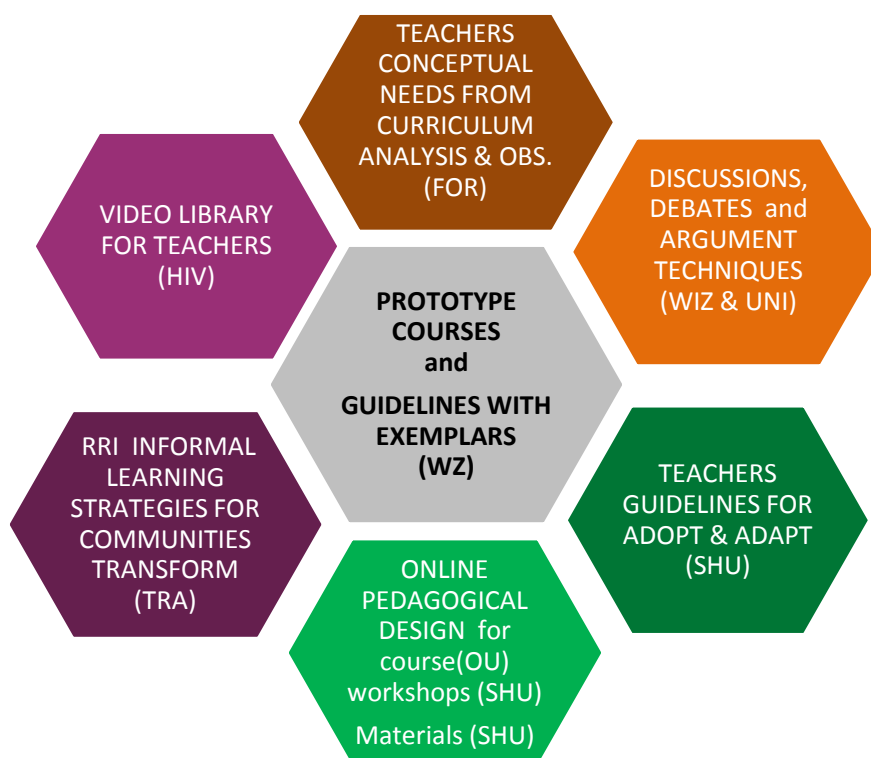 TEACHERS
CONCEPTUAL
NEEDS FROM
CURRICULUM
ANALYSIS & OBS.
(FOR)
VIDEO LIBRARY
FOR TEACHERS
(HIV)
DISCUSSIONS,
DEBATES and
ARGUMENT
TECHNIQUES
(WIZ & UNI)
PROTOTYPE
COURSES
and
GUIDELINES WITH
EXEMPLARS
(WZ)
RRI INFORMAL
LEARNING
STRATEGIES FOR
COMMUNITIES
TRANSFORM
(TRA)
TEACHERS
GUIDELINES FOR
ADOPT & ADAPT
(SHU)
ONLINE
PEDAGOGICAL
DESIGN for
course(OU)
workshops (SHU)
Materials (SHU)